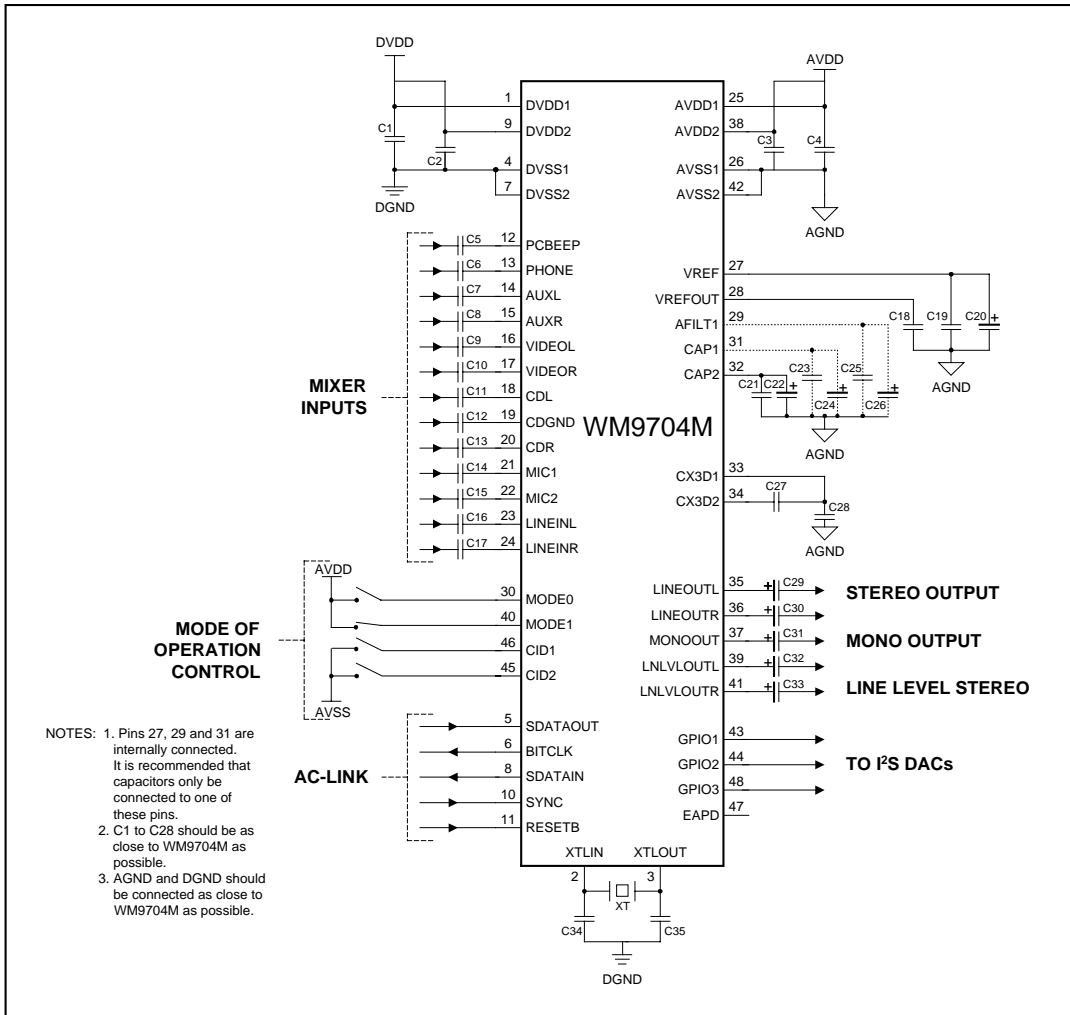 DVDD
AVDD
C1
C2
DGND
1 DVDD1
9 DVDD2
4 DVSS1
7 DVSS2
AVDD1 25
AVDD2 38
AVSS1 26
AVSS2 42
C3
C4
AGND
MIXER
INPUTS
C5 12 PCBEEP
C6 13 PHONE
C7 14 AUXL
C8 15 AUXR
C9 16 VIDEOL
C10 17 VIDEOR
C11 18 CDL
C12 19 CDGND
C13 20 CDR
C14 21 MIC1
C15 22 MIC2
C16 23 LINEINL
C17 24 LINEINR
WM9704M
VREF 27
VREFOUT 28
AFILT1 29
CAP1 31
CAP2 32
C18
C19
C20 +
AGND
C21
C22 +
C23
C24 +
C25
C26 +
AGND
CX3D1 33
CX3D2 34
C27
C28
AGND
AVDD
MODE OF
OPERATION
CONTROL
AVSS
30 MODE0
40 MODE1
46 CID1
45 CID2
LINEOUTL 35 + C29
LINEOUTR 36 + C30
MONOOUT 37 + C31
LNLVLOUTL 39 + C32
LNLVLOUTR 41 + C33
STEREO OUTPUT
MONO OUTPUT
LINE LEVEL STEREO
AC-LINK
5 SDATAOUT
6 BITCLK
8 SDATAIN
10 SYNC
11 RESETB
GPIO1 43
GPIO2 44
GPIO3 48
EAPD 47
TO I²S DACs
XTLIN
XTLOUT
2
3
XT
C34
C35
DGND
NOTES: 1. Pins 27, 29 and 31 are
internally connected.
It is recommended that
capacitors only be
connected to one of
these pins.
2. C1 to C28 should be as
close to WM9704M as
possible.
3. AGND and DGND should
be connected as close to
WM9704M as possible.